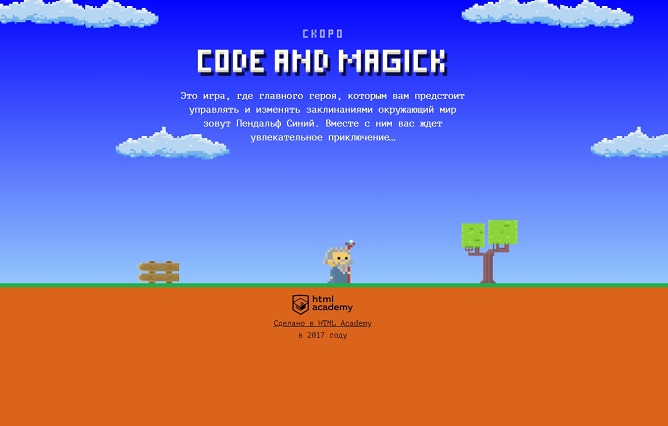 СКОРО
CODE AND MAGICK
Это игра, где главного героя, которым вам предстоит
управлять и изменять заклинаниями окружающий мир
зовут Пендальф Синий. Вместе с ним вас ждет
увлекательное приключение…
html
academy
Сделано в HTML Academy
в 2017 году